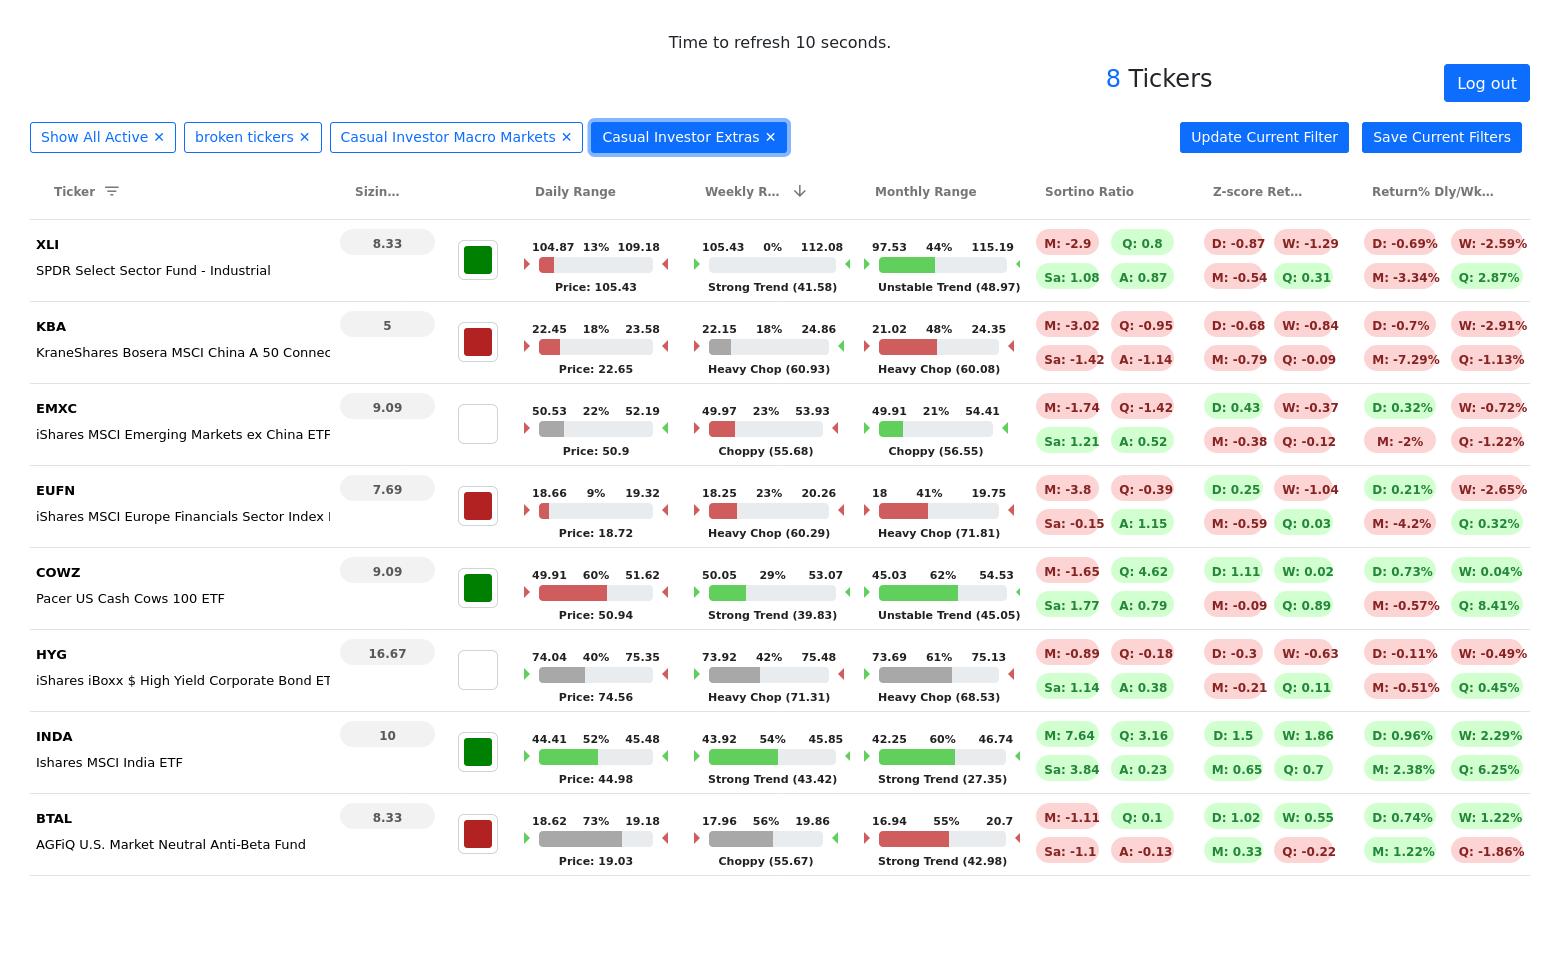 Time to refresh 10 seconds.
8 Tickers
Log out
Show All Active ✕ broken tickers ✕ Casual Investor Macro Markets ✕ Casual Investor Extras ✕ Update Current Filter Save Current Filters
Ticker Sizin... Daily Range Weekly R... Monthly Range Sortino Ratio Z-score Ret... Return% Dly/Wk...
XLI 8.33 104.87 13% 109.18 105.43 0% 112.08 97.53 44% 115.19 M: -2.9 Q: 0.8 D: -0.87 W: -1.29 D: -0.69% W: -2.59%
SPDR Select Sector Fund - Industrial Sa: 1.08 A: 0.87 M: -0.54 Q: 0.31 M: -3.34% Q: 2.87%
Price: 105.43 Strong Trend (41.58) Unstable Trend (48.97)
KBA 5 22.45 18% 23.58 22.15 18% 24.86 21.02 48% 24.35 M: -3.02 Q: -0.95 D: -0.68 W: -0.84 D: -0.7% W: -2.91%
KraneShares Bosera MSCI China A 50 Connec Sa: -1.42 A: -1.14 M: -0.79 Q: -0.09 M: -7.29% Q: -1.13%
Price: 22.65 Heavy Chop (60.93) Heavy Chop (60.08)
EMXC 9.09 50.53 22% 52.19 49.97 23% 53.93 49.91 21% 54.41 M: -1.74 Q: -1.42 D: 0.43 W: -0.37 D: 0.32% W: -0.72%
iShares MSCI Emerging Markets ex China ETF Sa: 1.21 A: 0.52 M: -0.38 Q: -0.12 M: -2% Q: -1.22%
Price: 50.9 Choppy (55.68) Choppy (56.55)
EUFN 7.69 18.66 9% 19.32 18.25 23% 20.26 18 41% 19.75 M: -3.8 Q: -0.39 D: 0.25 W: -1.04 D: 0.21% W: -2.65%
iShares MSCI Europe Financials Sector Index Sa: -0.15 A: 1.15 M: -0.59 Q: 0.03 M: -4.2% Q: 0.32%
Price: 18.72 Heavy Chop (60.29) Heavy Chop (71.81)
COWZ 9.09 49.91 60% 51.62 50.05 29% 53.07 45.03 62% 54.53 M: -1.65 Q: 4.62 D: 1.11 W: 0.02 D: 0.73% W: 0.04%
Pacer US Cash Cows 100 ETF Sa: 1.77 A: 0.79 M: -0.09 Q: 0.89 M: -0.57% Q: 8.41%
Price: 50.94 Strong Trend (39.83) Unstable Trend (45.05)
HYG 16.67 74.04 40% 75.35 73.92 42% 75.48 73.69 61% 75.13 M: -0.89 Q: -0.18 D: -0.3 W: -0.63 D: -0.11% W: -0.49%
iShares iBoxx $ High Yield Corporate Bond ET Sa: 1.14 A: 0.38 M: -0.21 Q: 0.11 M: -0.51% Q: 0.45%
Price: 74.56 Heavy Chop (71.31) Heavy Chop (68.53)
INDA 10 44.41 52% 45.48 43.92 54% 45.85 42.25 60% 46.74 M: 7.64 Q: 3.16 D: 1.5 W: 1.86 D: 0.96% W: 2.29%
Ishares MSCI India ETF Sa: 3.84 A: 0.23 M: 0.65 Q: 0.7 M: 2.38% Q: 6.25%
Price: 44.98 Strong Trend (43.42) Strong Trend (27.35)
BTAL 8.33 18.62 73% 19.18 17.96 56% 19.86 16.94 55% 20.7 M: -1.11 Q: 0.1 D: 1.02 W: 0.55 D: 0.74% W: 1.22%
AGFiQ U.S. Market Neutral Anti-Beta Fund Sa: -1.1 A: -0.13 M: 0.33 Q: -0.22 M: 1.22% Q: -1.86%
Price: 19.03 Choppy (55.67) Strong Trend (42.98)